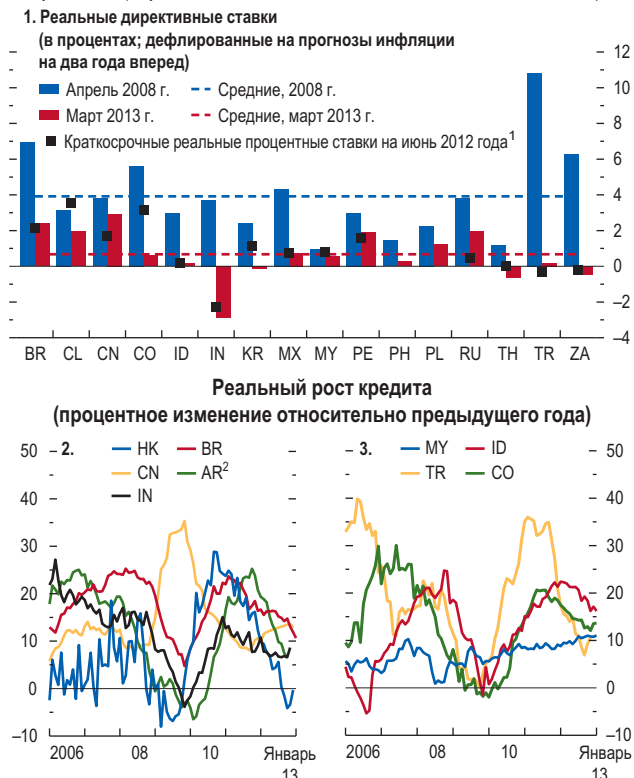 1. Реальные директивные ставки
(в процентах; дефлированные на прогнозы инфляции
на два года вперед)
Апрель 2008 г.
Средние, 2008 г.
Март 2013 г.
Средние, март 2013 г.
Краткосрочные реальные процентные ставки на июнь 2012 года1
12
10
8
6
4
2
0
–2
–4
BR CL CN CO ID IN KR MX MY PE PH PL RU TH TR ZA
Реальный рост кредита
(процентное изменение относительно предыдущего года)
2.
HK
BR
CN
AR2
IN
50
40
30
20
10
0
–10
2006 08 10 Январь
13
3.
MY
ID
TR
CO
50
40
30
20
10
0
–10
2006 08 10 Январь
13